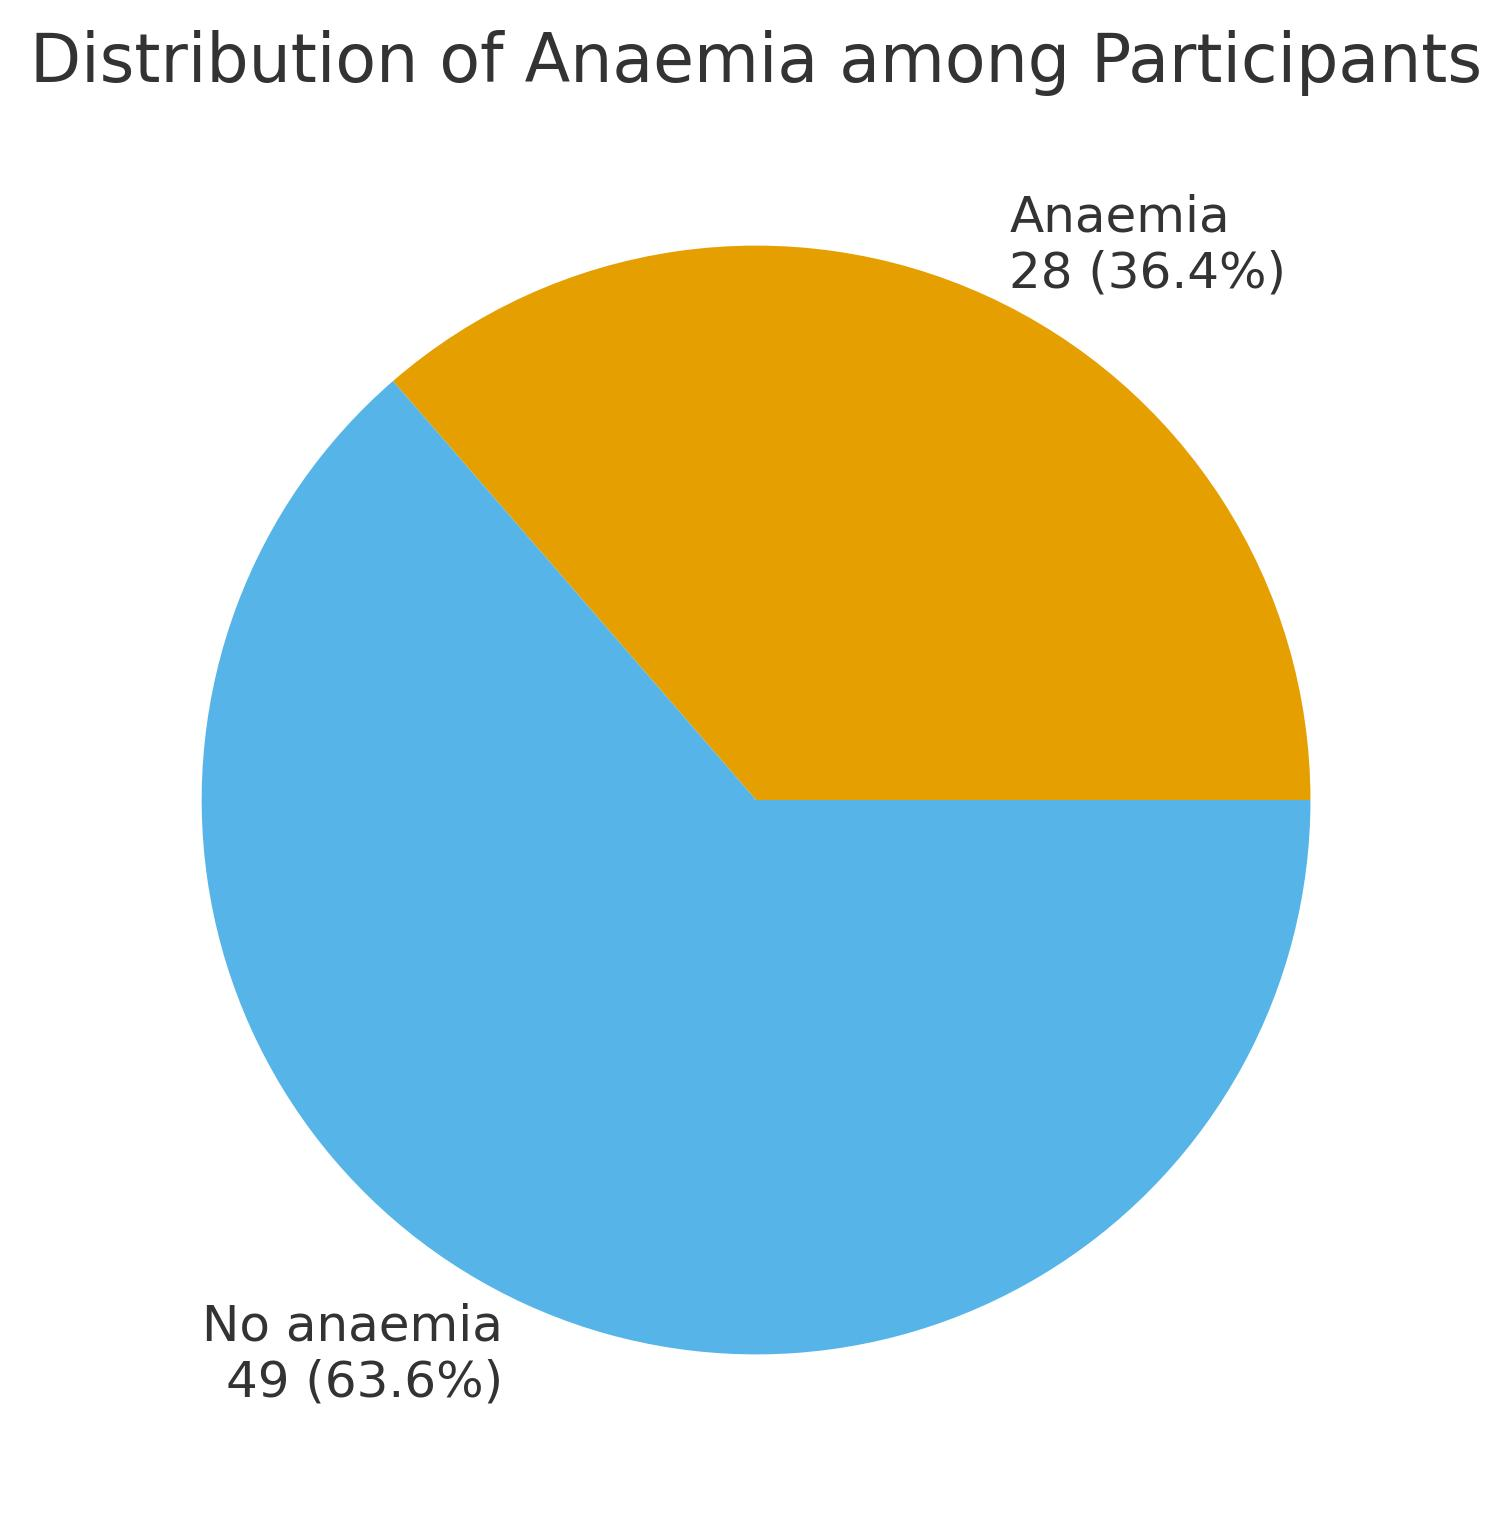 Distribution of Anaemia among Participants
Anaemia
28 (36.4%)
No anaemia
49 (63.6%)